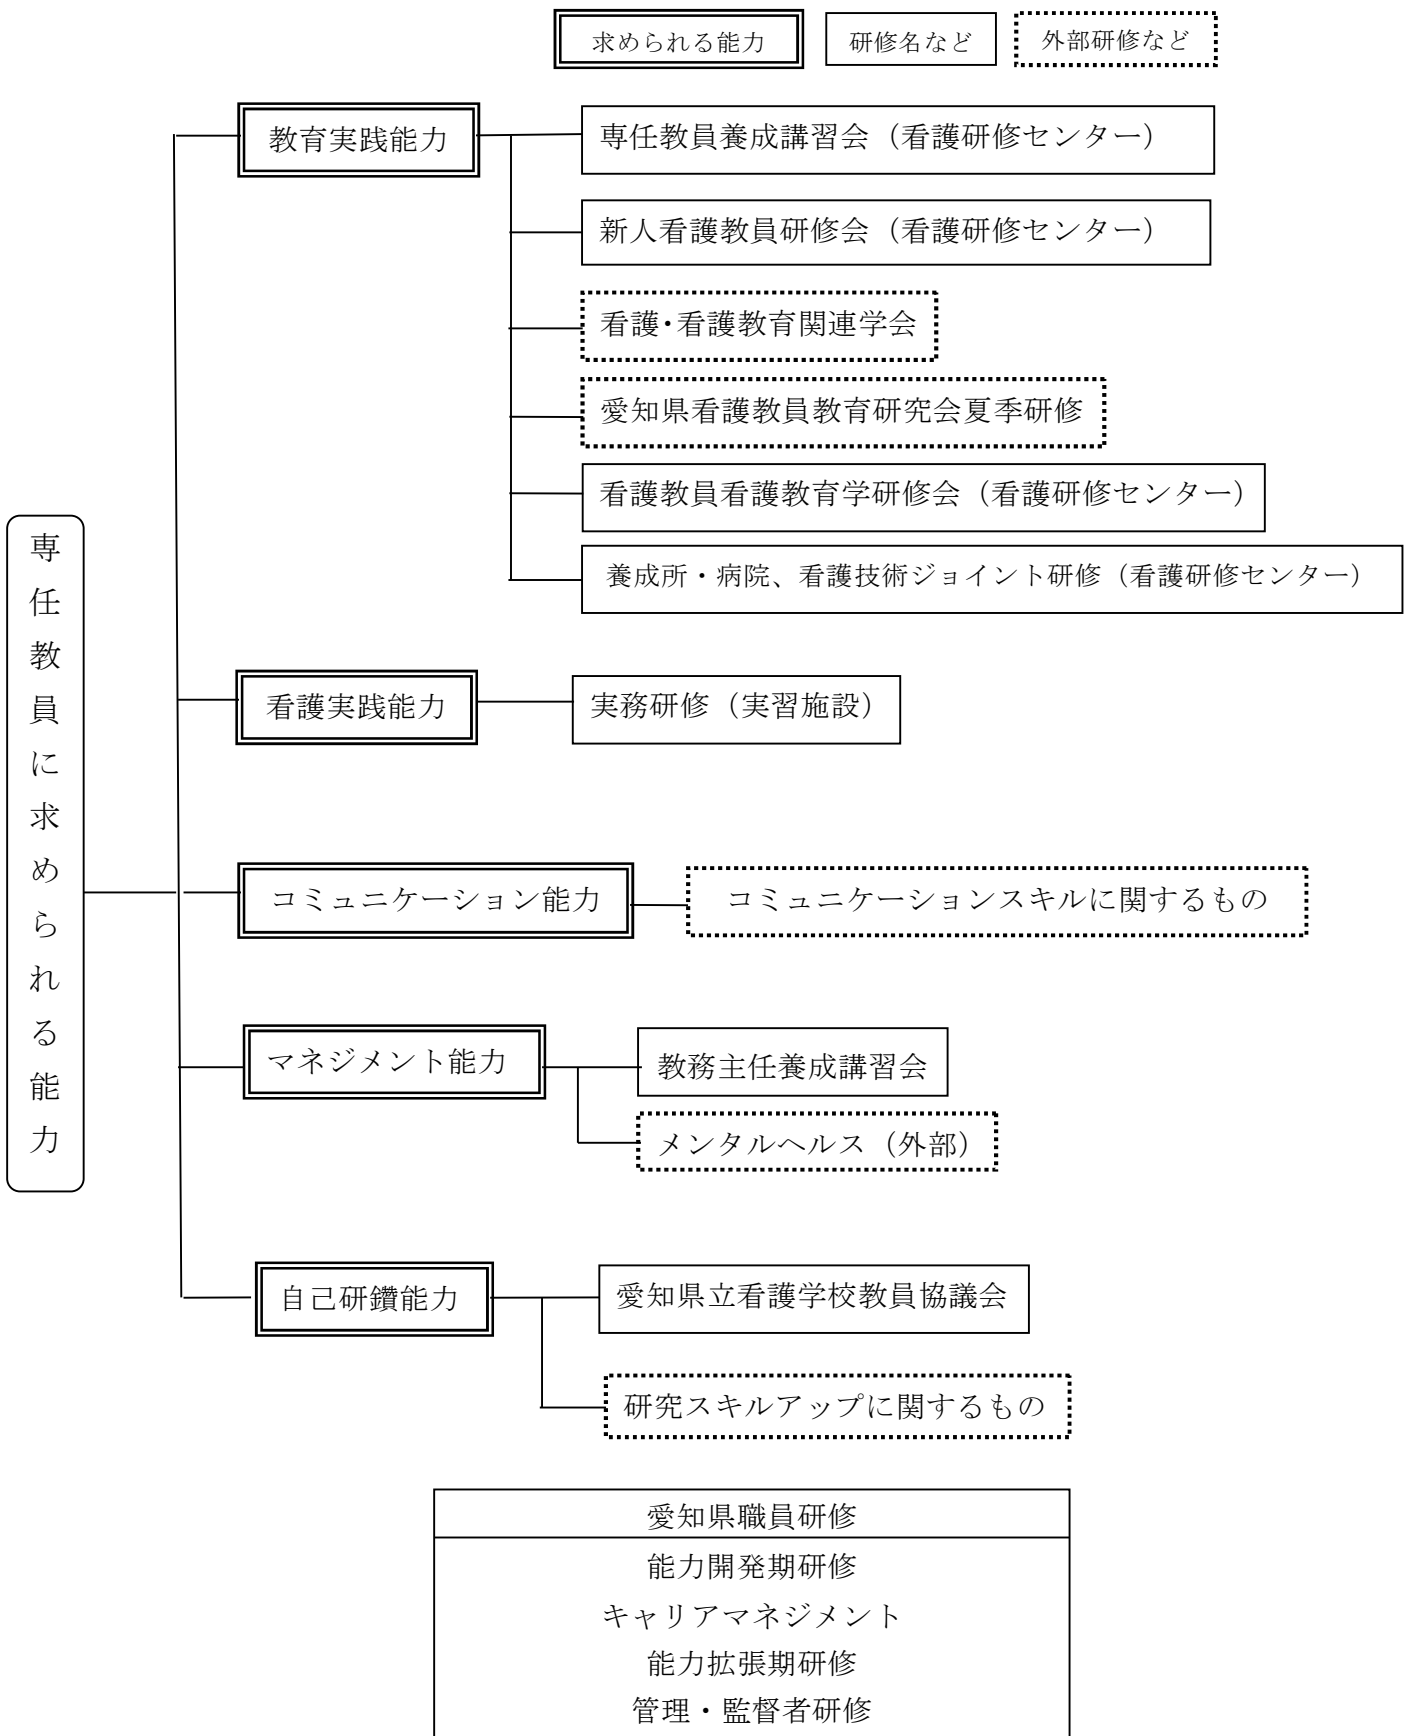 求められる能力
研修名など
外部研修など
教育実践能力
専任教員養成講習会（看護研修センター）
新人看護教員研修会（看護研修センター）
看護・看護教育関連学会
愛知県看護教員教育研究会夏季研修
看護教員看護教育学研修会（看護研修センター）
養成所・病院、看護技術ジョイント研修（看護研修センター）
専任教員に求められる能力
看護実践能力
実務研修（実習施設）
コミュニケーション能力
コミュニケーションスキルに関するもの
マネジメント能力
教務主任養成講習会
メンタルヘルス（外部）
自己研鑽能力
愛知県立看護学校教員協議会
研究スキルアップに関するもの
愛知県職員研修
能力開発期研修
キャリアマネジメント
能力拡張期研修
管理・監督者研修